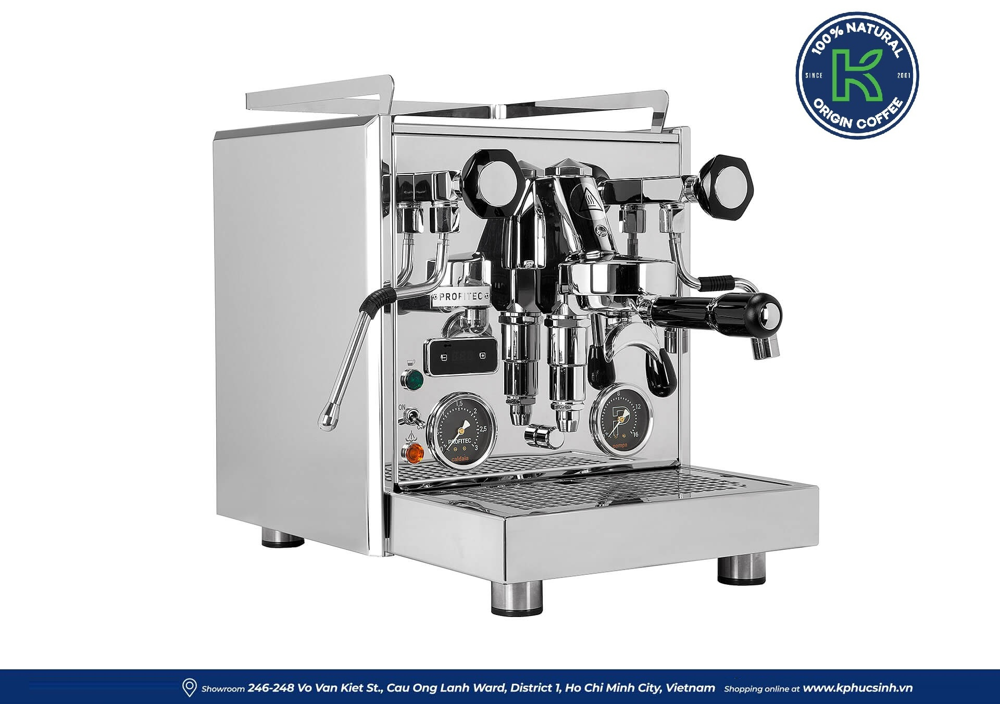 100% NATURAL
SINCE 2001
ORIGIN COFFEE
PROFITEC
ON
1,5
2
2,5
3
0
PROFITEC
caldaia
8
12
16
pompa
Showroom 246-248 Vo Van Kiet St., Cau Ong Lanh Ward, District 1, Ho Chi Minh City, Vietnam Shopping online at www.kphucsinh.vn